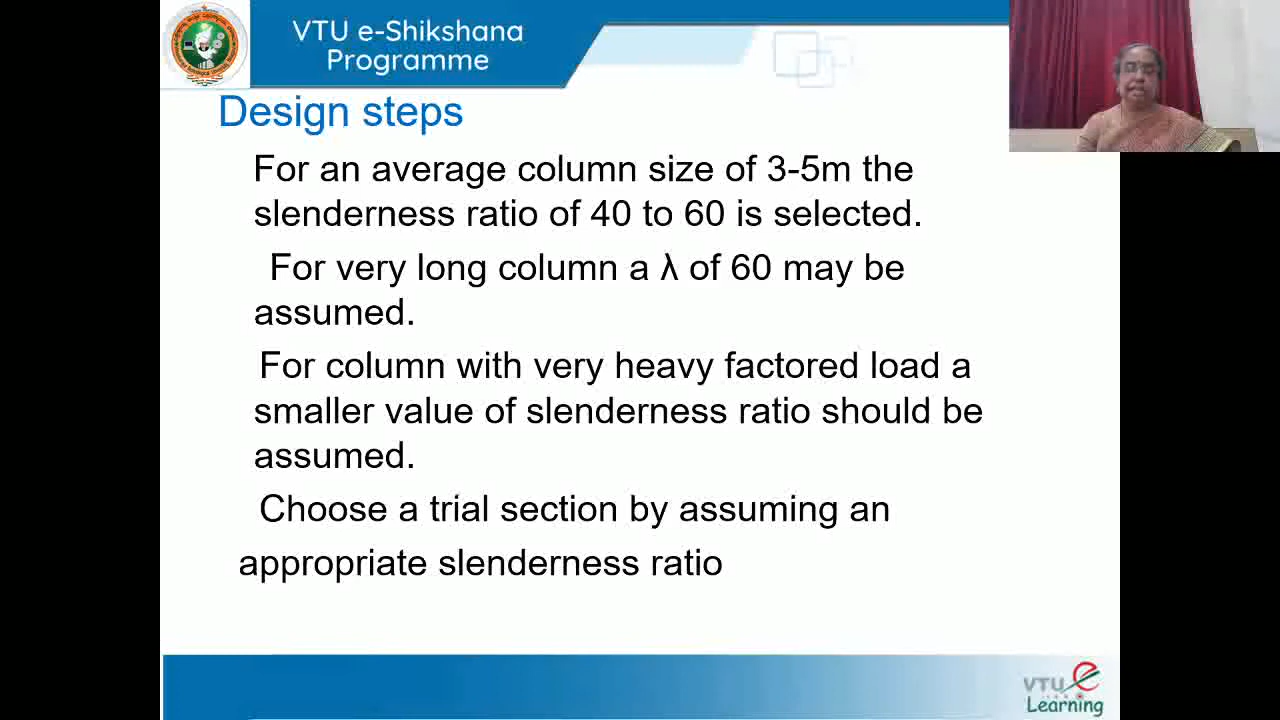 VTU e-Shikshana
Programme
Design steps
For an average column size of 3-5m the
slenderness ratio of 40 to 60 is selected.
For very long column a λ of 60 may be
assumed.
For column with very heavy factored load a
smaller value of slenderness ratio should be
assumed.
Choose a trial section by assuming an
appropriate slenderness ratio
VTU e
Learning